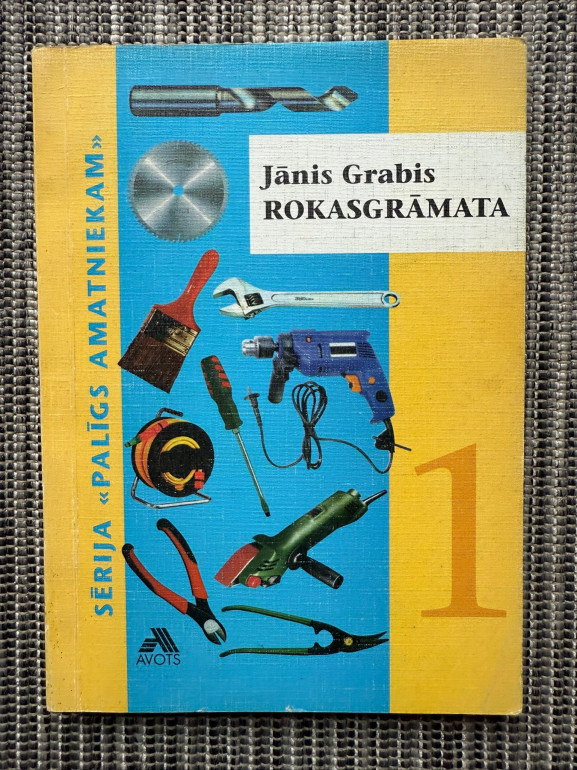 Jānis Grabis
ROKASGRĀMATA
SĒRIJA «PALĪGS AMATNIEKAM»
1
AVOTS